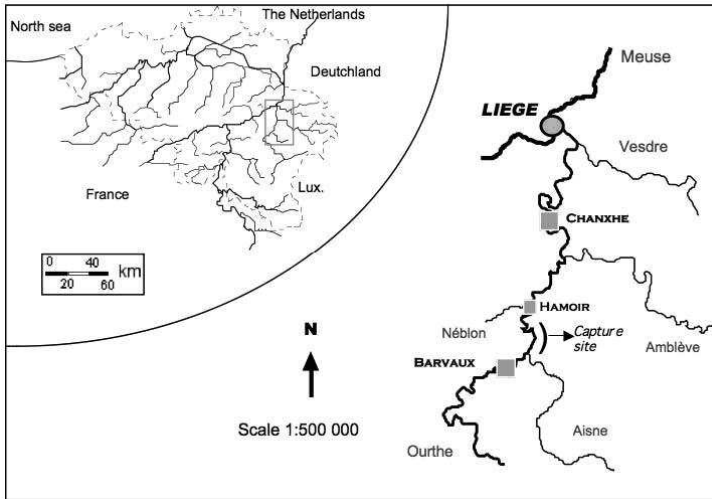 The Netherlands
North sea
Deutchland
France
Lux.
0 40
km
20 60
N
Scale 1:500 000
Meuse
LIEGE
Vesdre
CHANXHE
HAMOIR
Néblon
Capture
site
Amblève
BARVAUX
Ourthe
Aisne